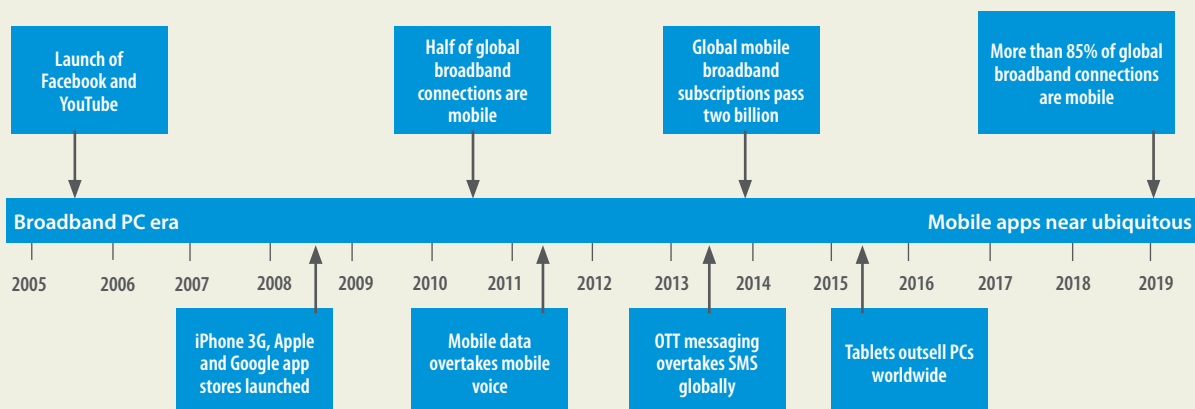 Launch of
Facebook and
YouTube
Half of global
broadband
connections are
mobile
Global mobile
broadband
subscriptions pass
two billion
More than 85% of global
broadband connections
are mobile
Broadband PC era
Mobile apps near ubiquitous
2005 2006 2007 2008 2009 2010 2011 2012 2013 2014 2015 2016 2017 2018 2019
iPhone 3G, Apple
and Google app
stores launched
Mobile data
overtakes mobile
voice
OTT messaging
overtakes SMS
globally
Tablets outsell PCs
worldwide